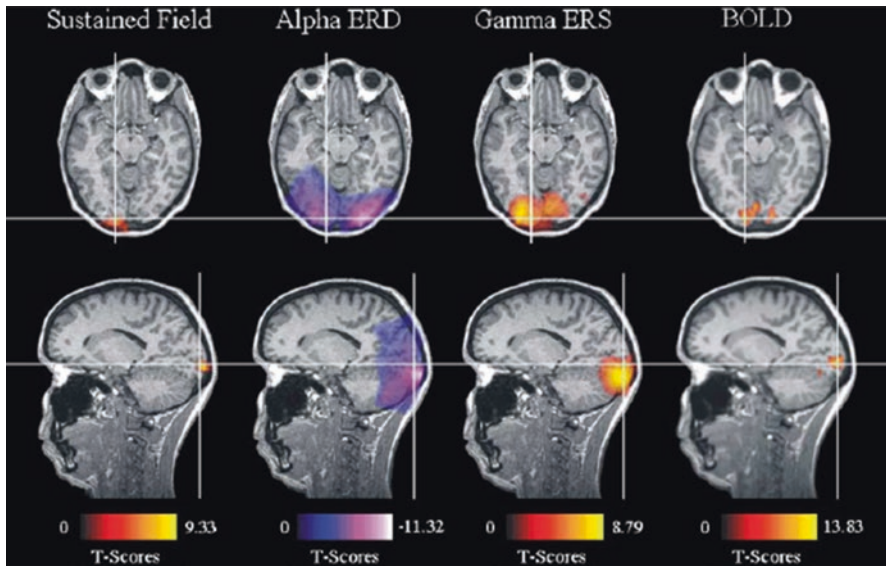 Sustained Field Alpha ERD Gamma ERS BOLD
0 9.33 0 -11.32 0 8.79 0 13.83
T-Scores T-Scores T-Scores T-Scores